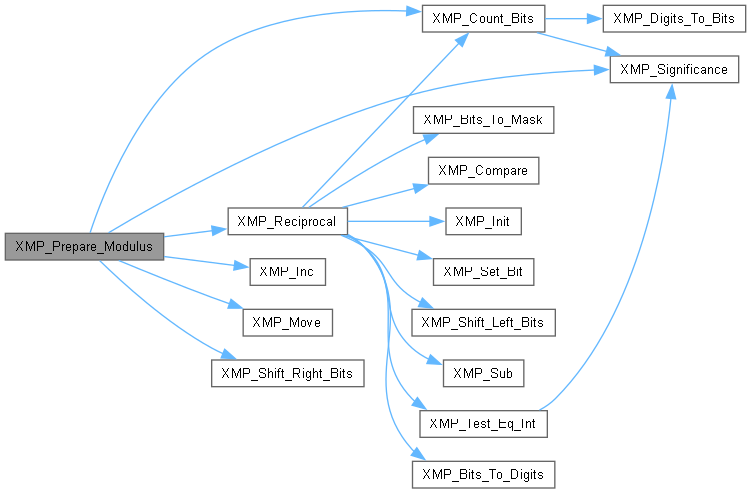 XMP_Count_Bits
XMP_Digits_To_Bits
XMP_Significance
XMP_Bits_To_Mask
XMP_Compare
XMP_Reciprocal
XMP_Init
XMP_Prepare_Modulus
XMP_Inc
XMP_Set_Bit
XMP_Move
XMP_Shift_Left_Bits
XMP_Shift_Right_Bits
XMP_Sub
XMP_Test_Eq_Int
XMP_Bits_To_Digits